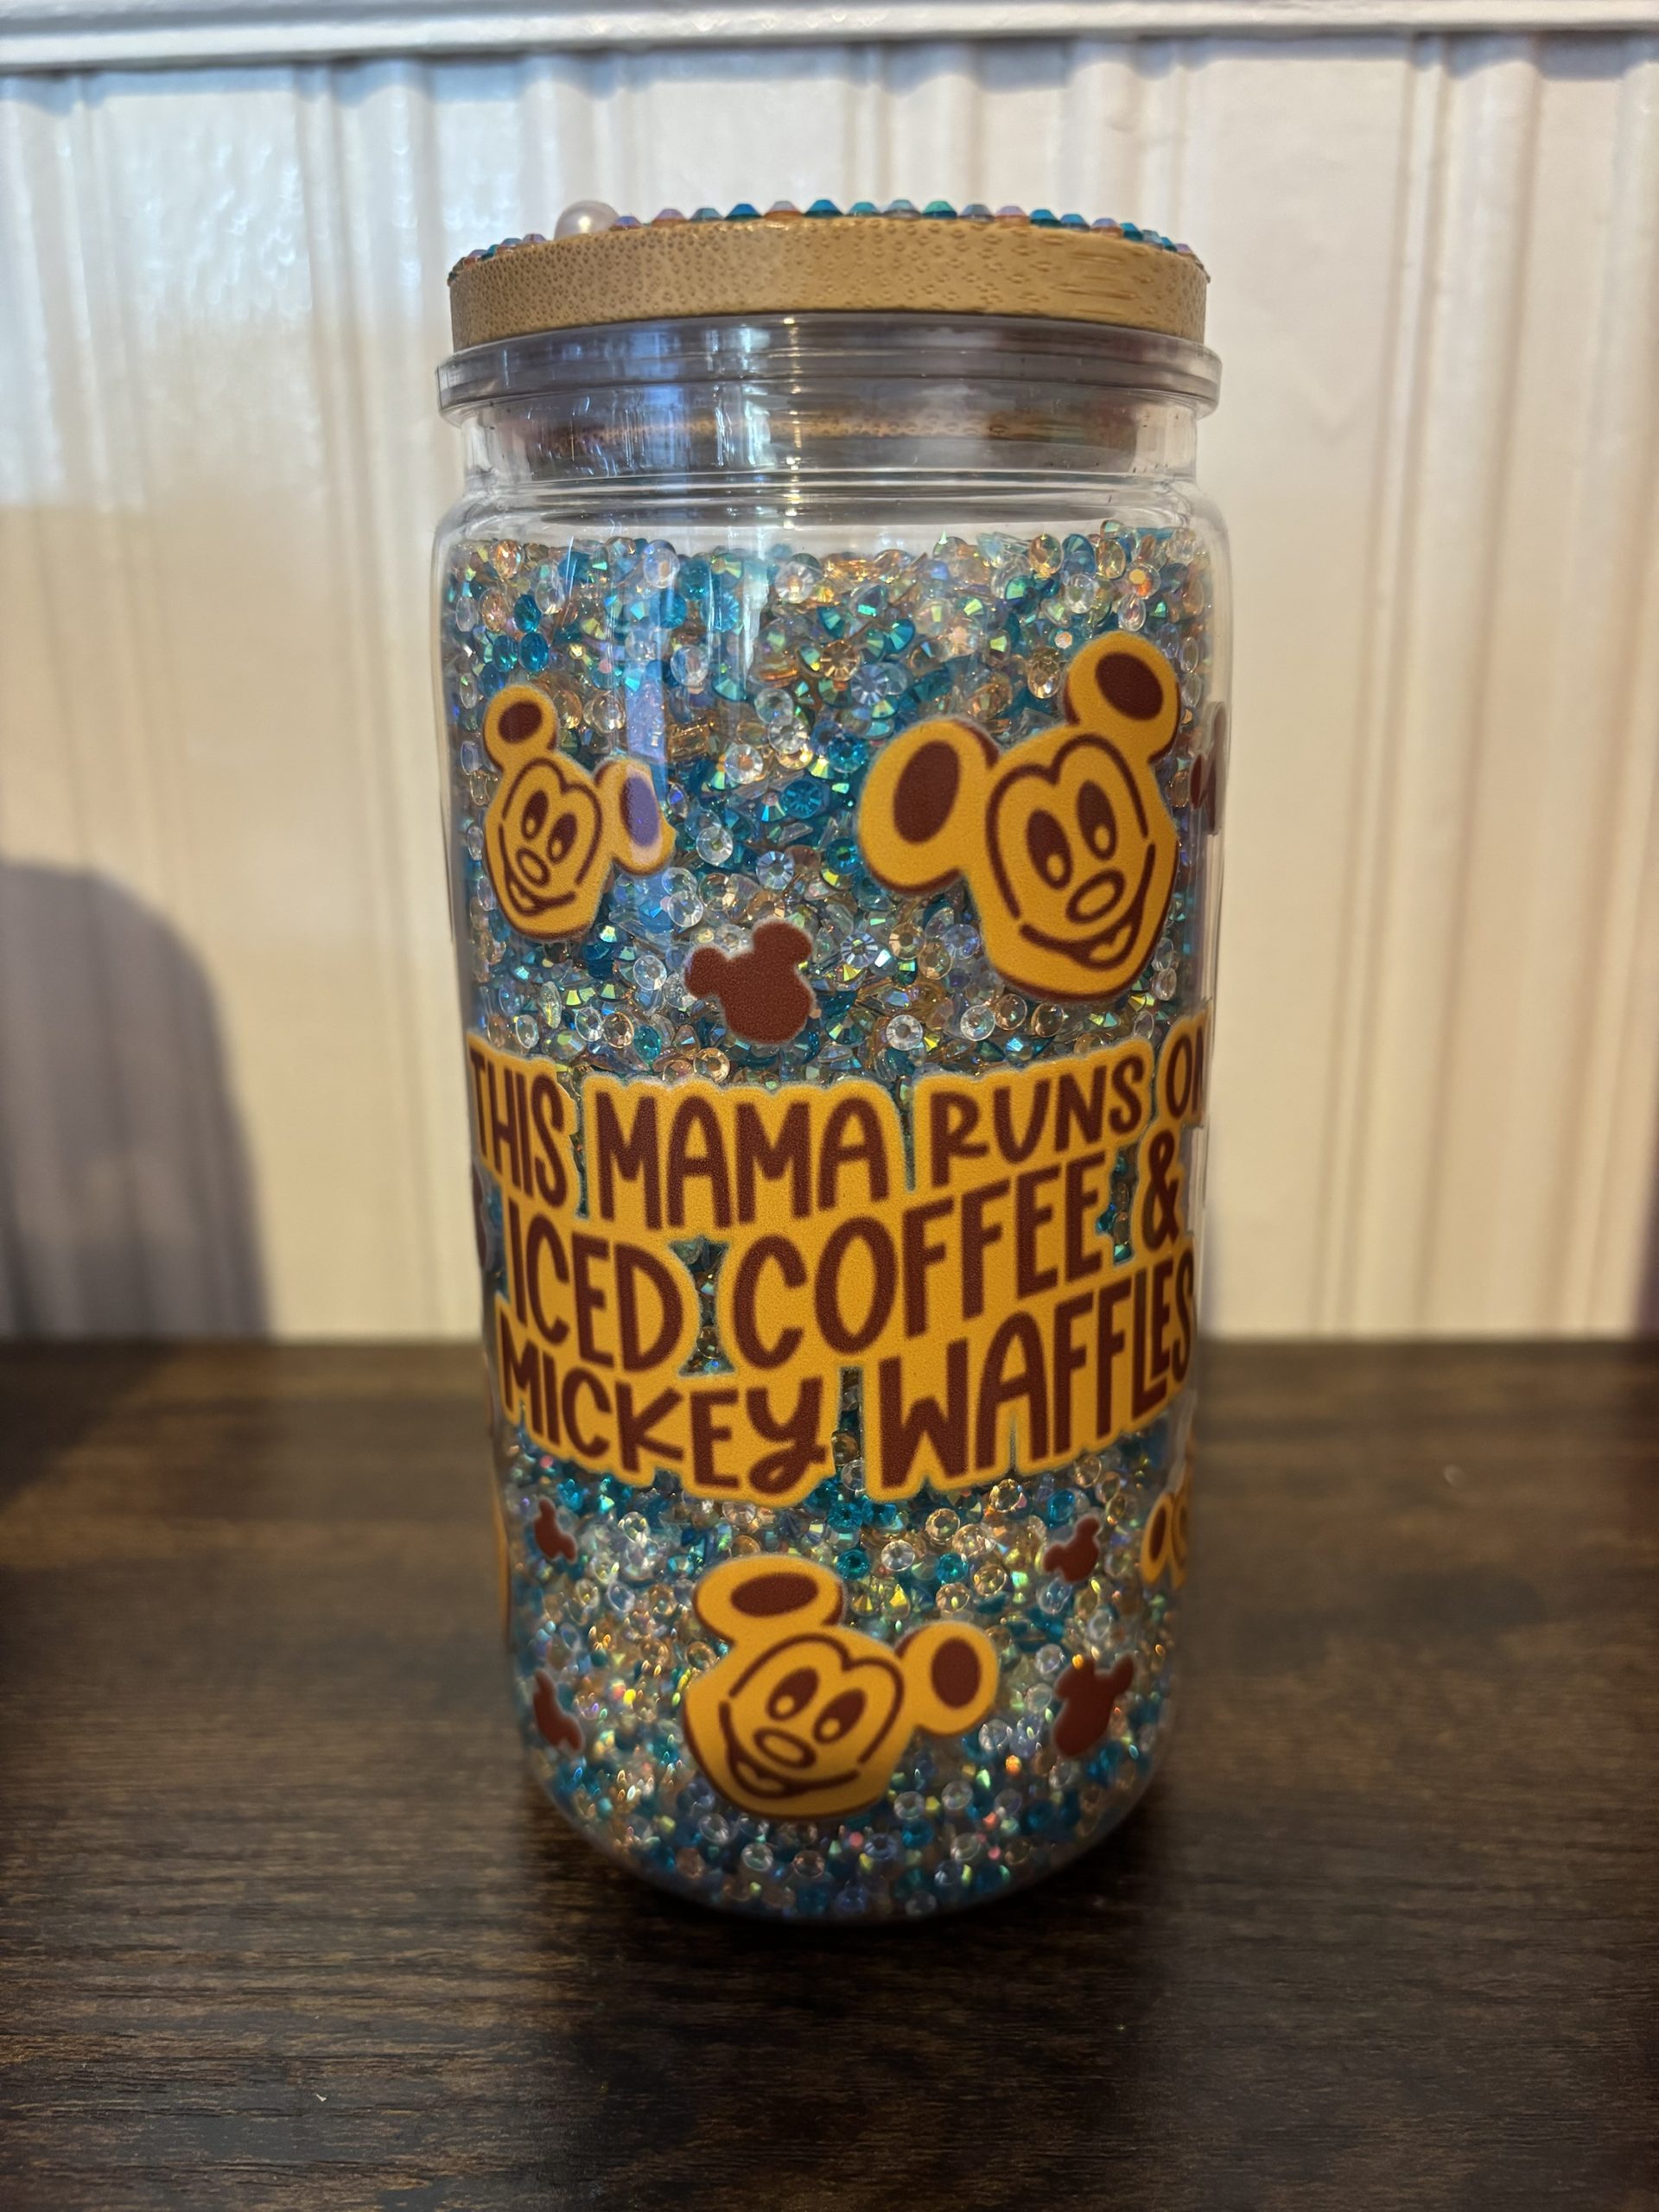 THIS MAMA RUNS ON
ICED COFFEE &
MICKEY WAFFLES